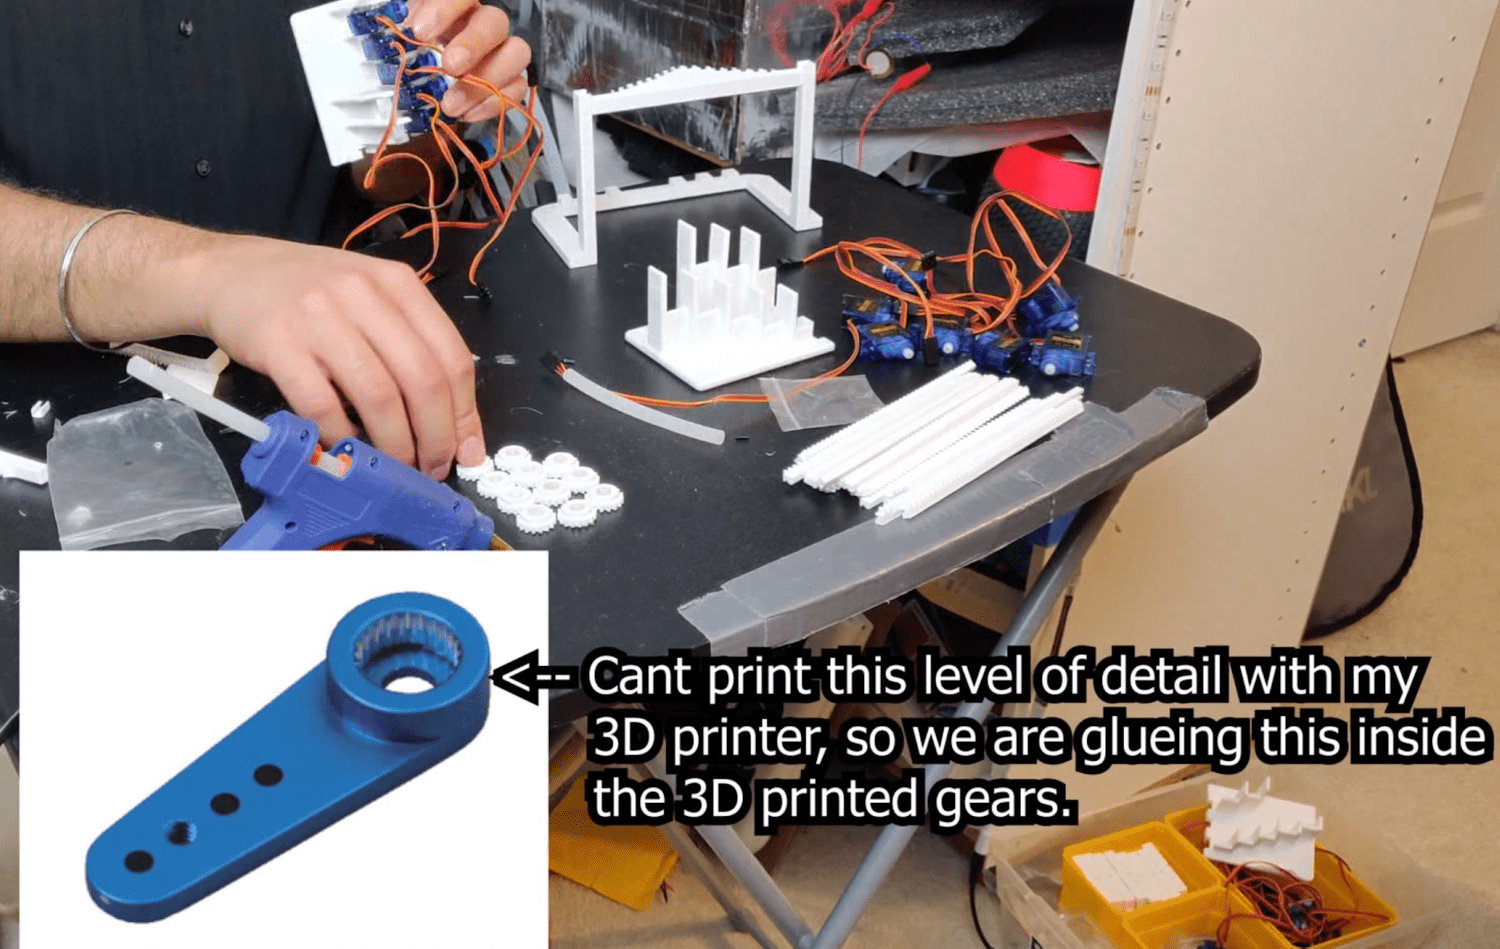 <-- Cant print this level of detail with my
3D printer, so we are glueing this inside
the 3D printed gears.